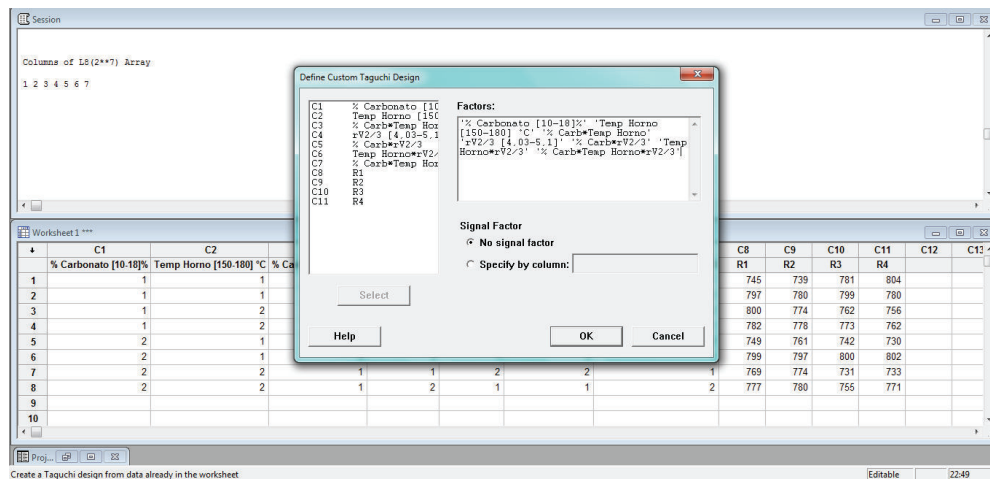 Session
Columns of L8(2**7) Array
1 2 3 4 5 6 7
Define Custom Taguchi Design
C1 % Carbonato [10
C2 Temp Horno [150
C3 % Carb*Temp Hor
C4 rV2/3 [4,03-5,1
C5 % Carb*rV2/3
C6 Temp Horno*rV2/
C7 % Carb*Temp Hor
C8 R1
C9 R2
C10 R3
C11 R4
Factors:
'% Carbonato [10-18]%' 'Temp Horno
[150-180] °C' '% Carb*Temp Horno'
'rV2/3 [4,03-5,1]' '% Carb*rV2/3' 'Temp
Horno*rV2/3' '% Carb*Temp Horno*rV2/3'
Signal Factor
No signal factor
Specify by column:
Select
Help OK Cancel
Worksheet 1 ***
C1 C2 C8 C9 C10 C11 C12 C13
% Carbonato [10-18]% Temp Horno [150-180] °C % Ca R1 R2 R3 R4
1 1 1 745 739 781 804
2 1 1 797 780 799 780
3 1 2 800 774 762 756
4 1 2 782 778 773 762
5 2 1 749 761 742 730
6 2 1 799 797 800 802
7 2 2 1 1 2 2 1 769 774 731 733
8 2 2 1 2 1 1 2 777 780 755 771
9
10
Proj...
Create a Taguchi design from data already in the worksheet Editable 22:49